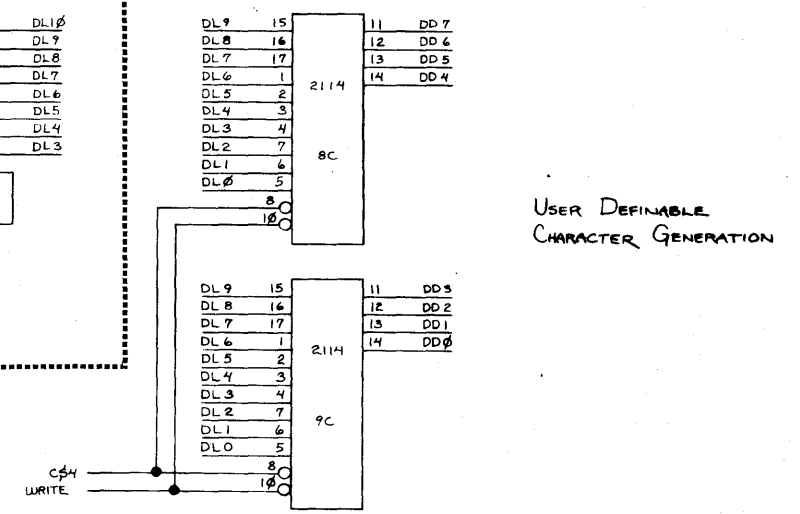 DL1Ø
DL9
DL8
DL7
DL6
DL5
DL4
DL3
DL9 15
DL8 16
DL7 17
DL6 1
DL5 2
DL4 3
DL3 4
DL2 7
DL1 6
DLØ 5
8
1Ø
2114
8C
11 DD7
12 DD6
13 DD5
14 DD4
USER DEFINABLE
CHARACTER GENERATION
DL9 15
DL8 16
DL7 17
DL6 1
DL5 2
DL4 3
DL3 4
DL2 7
DL1 6
DL0 5
8
1Ø
2114
9C
11 DD3
12 DD2
13 DD1
14 DDØ
CS4
WRITE